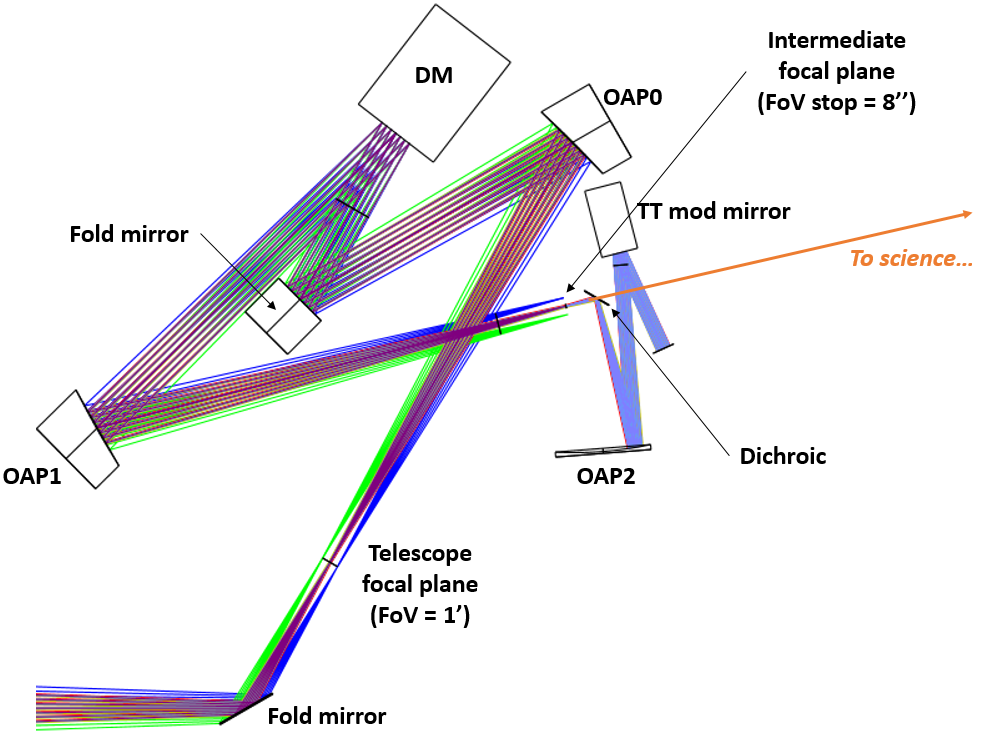 DM
OAP0
Intermediate
focal plane
(FoV stop = 8’’)
TT mod mirror
Fold mirror
To science…
OAP1
OAP2
Dichroic
Telescope
focal plane
(FoV = 1’)
Fold mirror